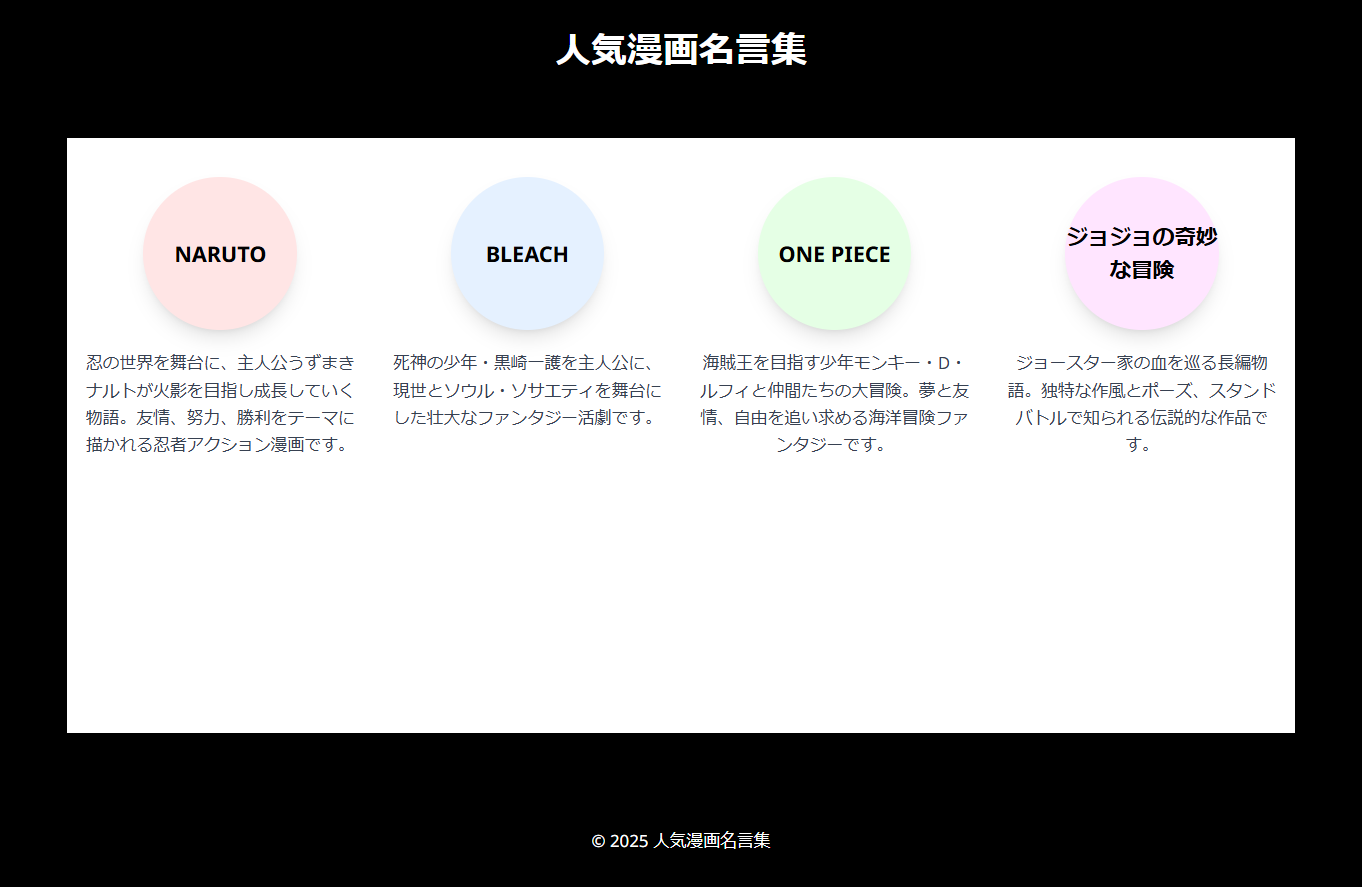 人気漫画名言集
NARUTO
忍の世界を舞台に、主人公うずまき
ナルトが火影を目指し成長していく
物語。友情、努力、勝利をテーマに
描かれる忍者アクション漫画です。
BLEACH
死神の少年・黒崎一護を主人公に、
現世とソウル・ソサエティを舞台に
した壮大なファンタジー活劇です。
ONE PIECE
海賊王を目指す少年モンキー・D・
ルフィと仲間たちの大冒険。夢と友
情、自由を追い求める海洋冒険ファ
ンタジーです。
ジョジョの奇妙
な冒険
ジョースター家の血を巡る長編物
語。独特な作風とポーズ、スタンド
バトルで知られる伝説的な作品で
す。
© 2025 人気漫画名言集